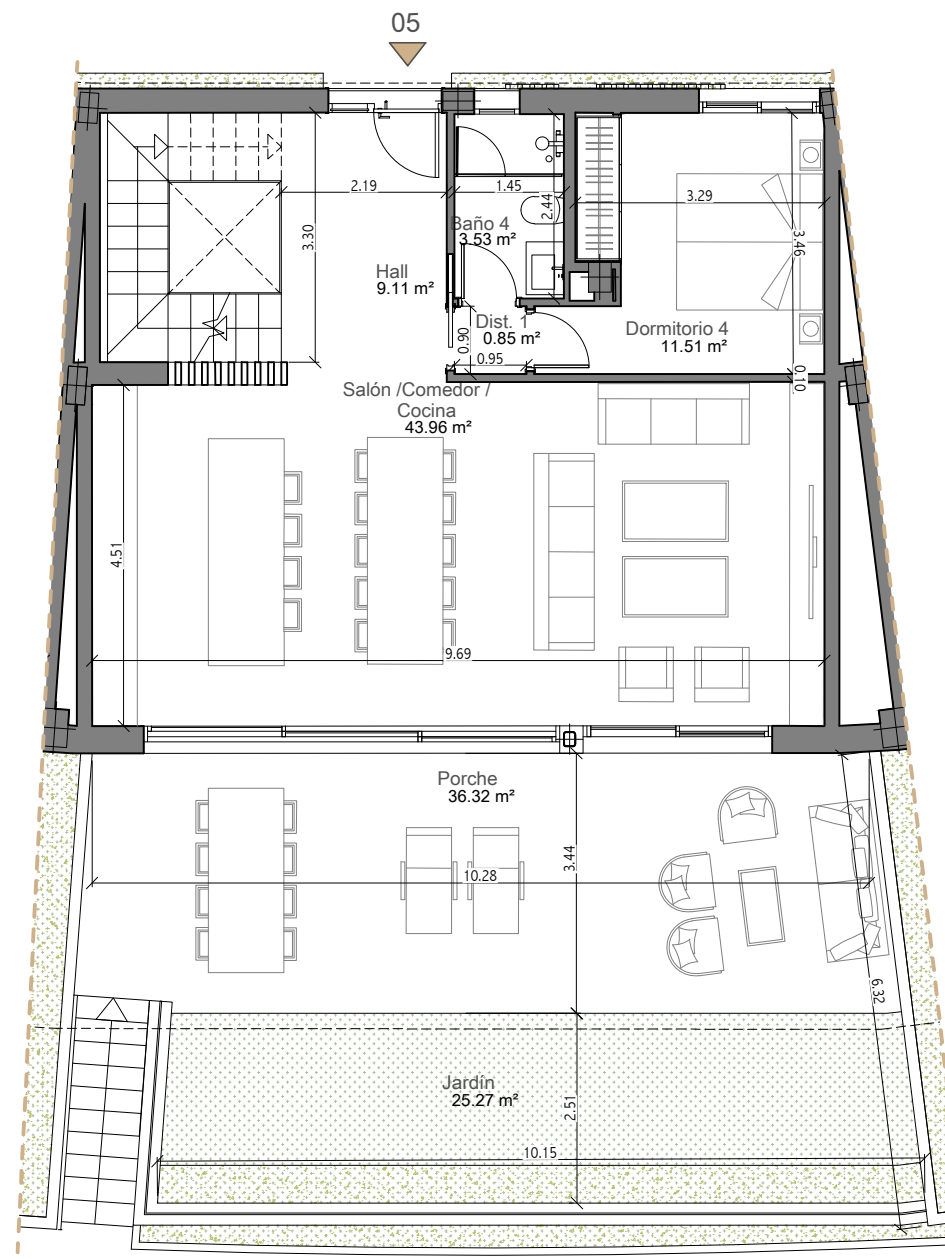 05
2.19
1.45
2.44
3.29
3.30
Baño 4
3.53 m²
3.46
Hall
9.11 m²
Dist. 1
0.85 m²
0.90
0.95
Dormitorio 4
11.51 m²
0.10
Salón /Comedor /
Cocina
43.96 m²
4.51
9.69
Porche
36.32 m²
3.44
10.28
6.32
Jardín
25.27 m²
2.51
10.15